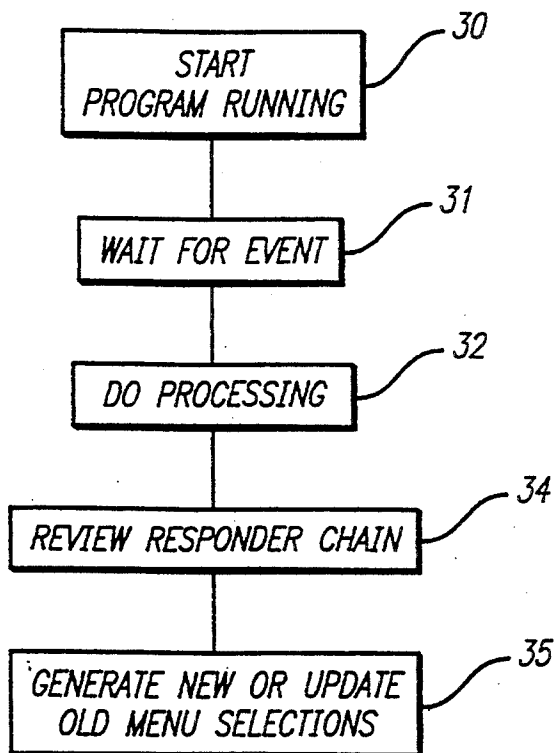 30
START
PROGRAM RUNNING
31
WAIT FOR EVENT
32
DO PROCESSING
34
REVIEW RESPONDER CHAIN
35
GENERATE NEW OR UPDATE
OLD MENU SELECTIONS